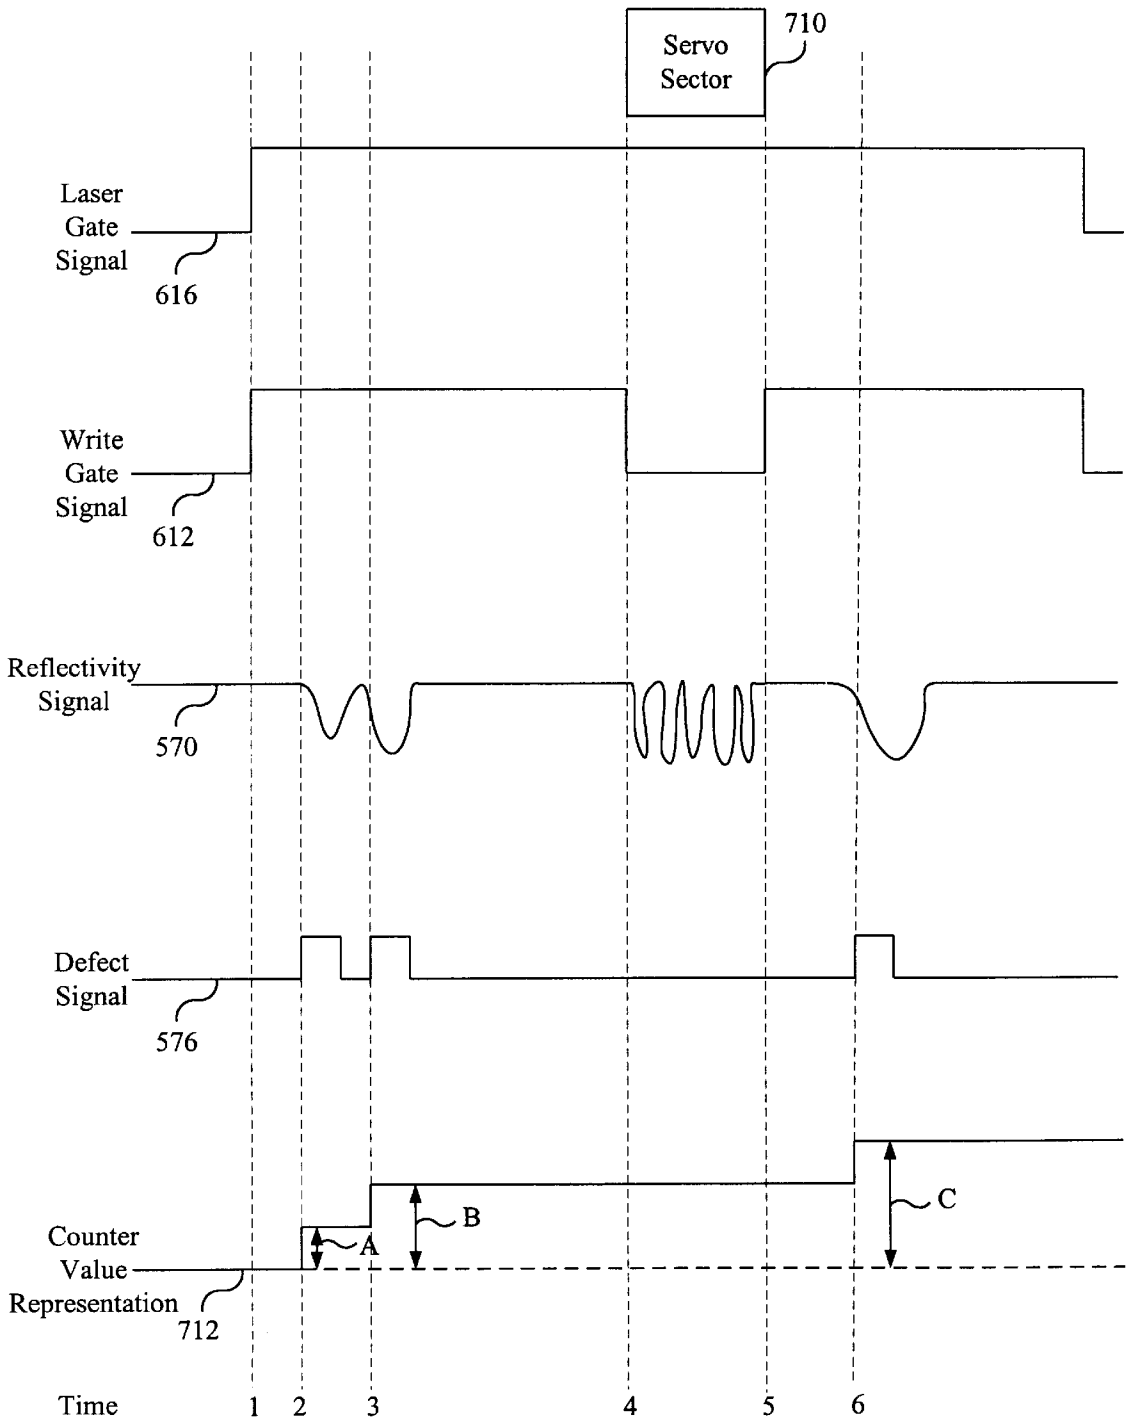 710
Servo
Sector
Laser
Gate
Signal
616
Write
Gate
Signal
612
Reflectivity
Signal
570
Defect
Signal
576
C
B
A
Counter
Value
Representation
712
Time 1 2 3 4 5 6